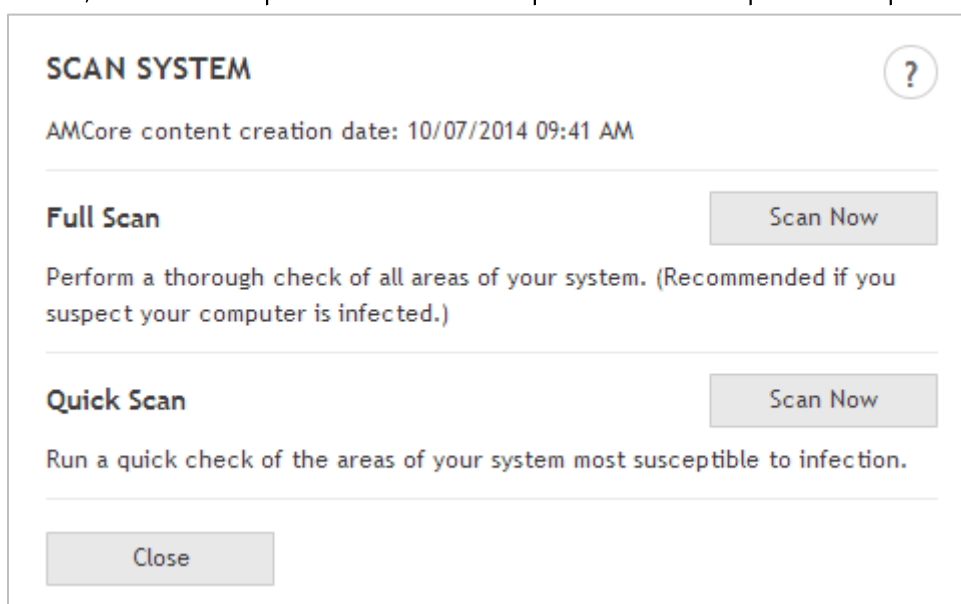 SCAN SYSTEM
?
AMCore content creation date: 10/07/2014 09:41 AM
Full Scan
Scan Now
Perform a thorough check of all areas of your system. (Recommended if you
suspect your computer is infected.)
Quick Scan
Scan Now
Run a quick check of the areas of your system most susceptible to infection.
Close